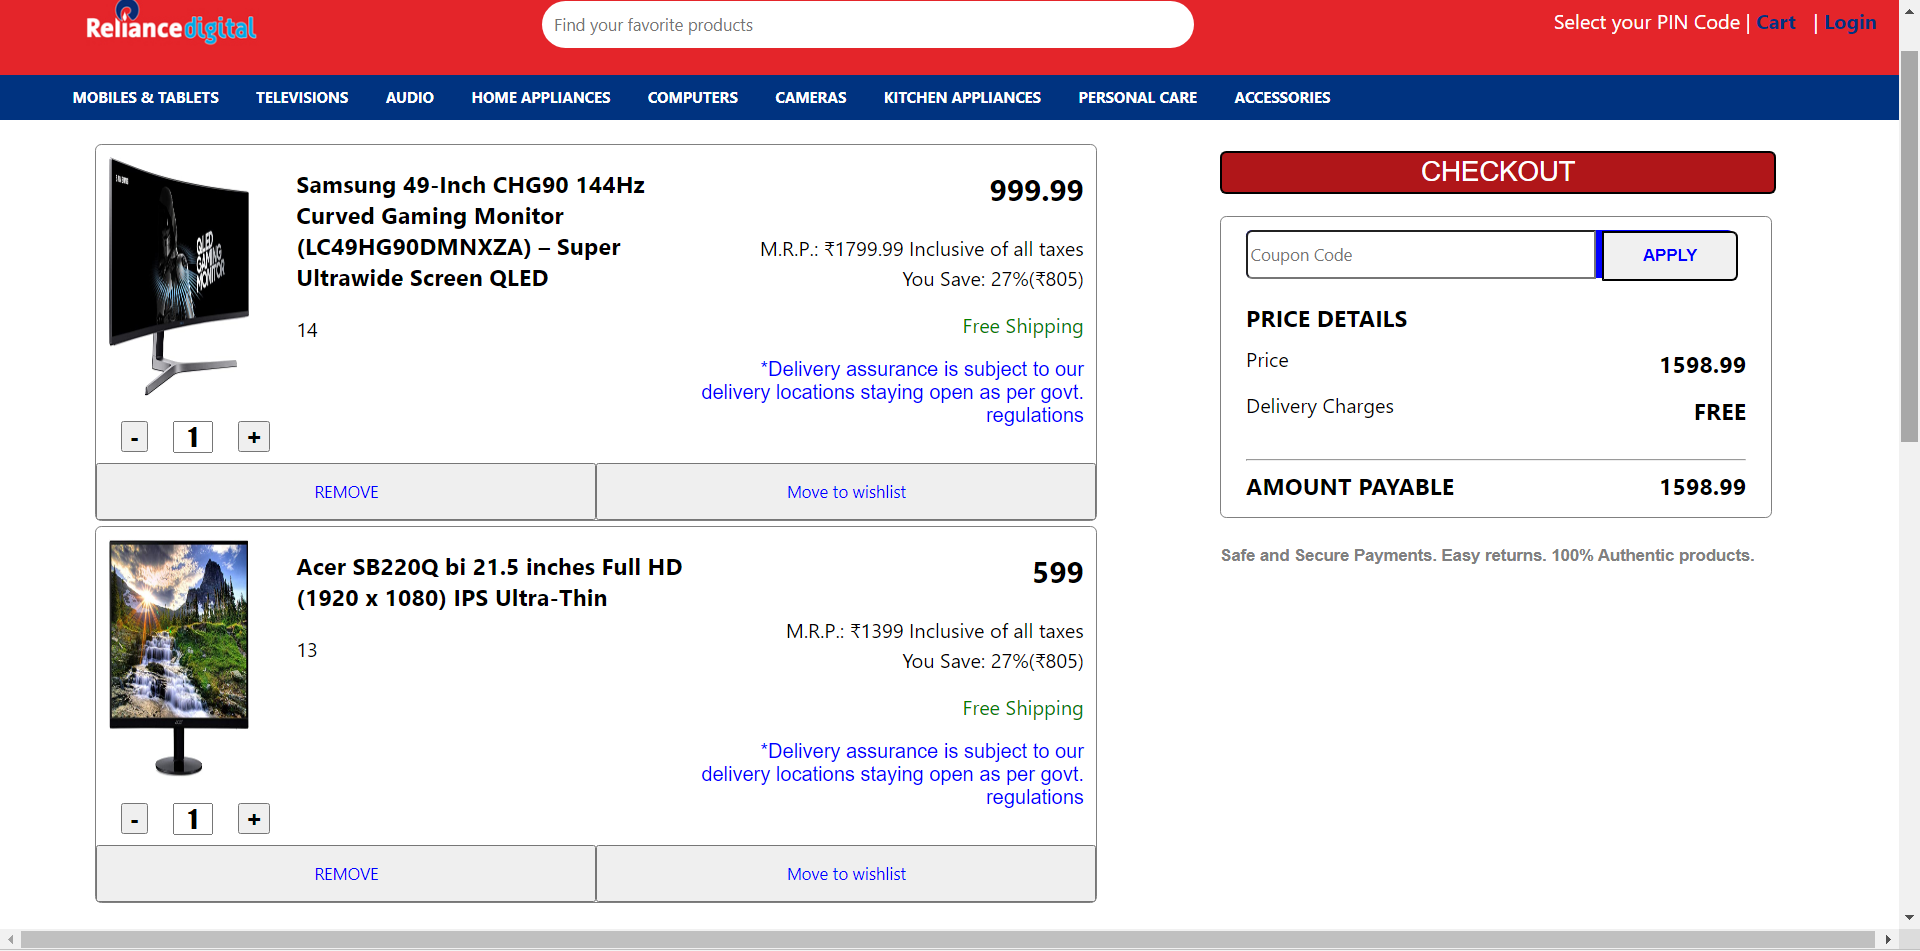 Reliance digital
Find your favorite products
Select your PIN Code | Cart | Login
MOBILES & TABLETS TELEVISIONS AUDIO HOME APPLIANCES COMPUTERS CAMERAS KITCHEN APPLIANCES PERSONAL CARE ACCESSORIES
QLED
GAMING
MONITOR
Samsung 49-Inch CHG90 144Hz
Curved Gaming Monitor
(LC49HG90DMNXZA) – Super
Ultrawide Screen QLED
14
999.99
M.R.P.: ₹1799.99 Inclusive of all taxes
You Save: 27%(₹805)
Free Shipping
*Delivery assurance is subject to our
delivery locations staying open as per govt.
regulations
- 1 +
REMOVE Move to wishlist
Acer SB220Q bi 21.5 inches Full HD
(1920 x 1080) IPS Ultra-Thin
13
599
M.R.P.: ₹1399 Inclusive of all taxes
You Save: 27%(₹805)
Free Shipping
*Delivery assurance is subject to our
delivery locations staying open as per govt.
regulations
- 1 +
REMOVE Move to wishlist
CHECKOUT
Coupon Code APPLY
PRICE DETAILS
Price 1598.99
Delivery Charges FREE
AMOUNT PAYABLE 1598.99
Safe and Secure Payments. Easy returns. 100% Authentic products.